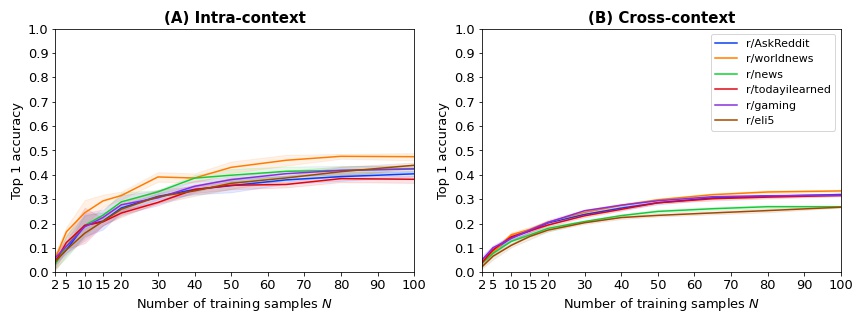 (A) Intra-context
Top 1 accuracy
1.0
0.9
0.8
0.7
0.6
0.5
0.4
0.3
0.2
0.1
0.0
2 5 10 15 20 30 40 50 60 70 80 90 100
Number of training samples N
(B) Cross-context
Top 1 accuracy
1.0
0.9
0.8
0.7
0.6
0.5
0.4
0.3
0.2
0.1
0.0
r/AskReddit
r/worldnews
r/news
r/todayilearned
r/gaming
r/eli5
2 5 10 15 20 30 40 50 60 70 80 90 100
Number of training samples N